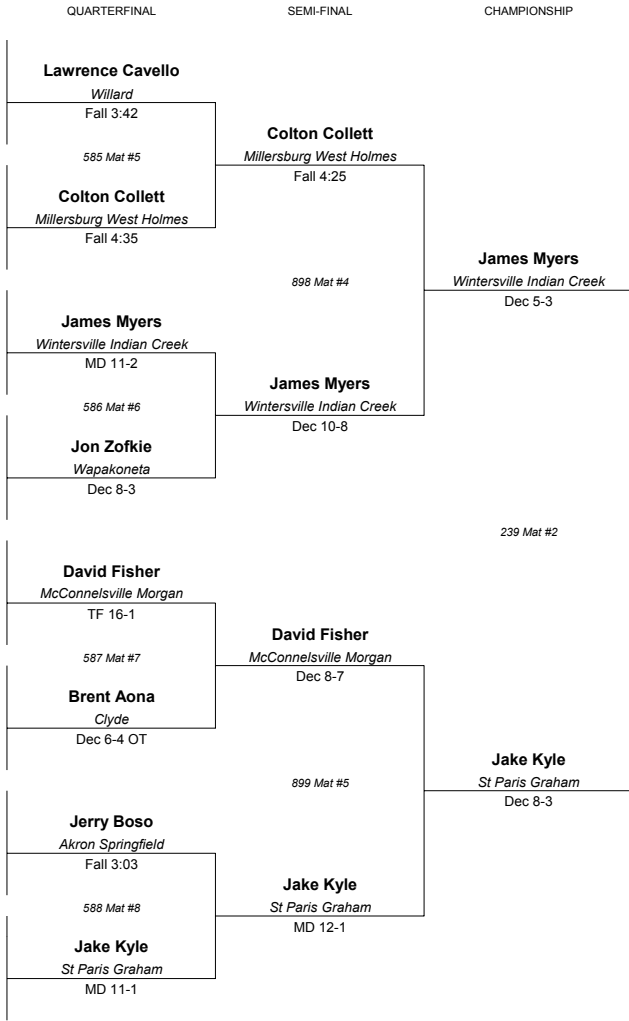 QUARTERFINAL SEMI-FINAL CHAMPIONSHIP
Lawrence Cavello
Willard
Fall 3:42
585 Mat #5
Colton Collett
Millersburg West Holmes
Fall 4:35
Colton Collett
Millersburg West Holmes
Fall 4:25
James Myers
Wintersville Indian Creek
MD 11-2
586 Mat #6
Jon Zofkie
Wapakoneta
Dec 8-3
James Myers
Wintersville Indian Creek
Dec 10-8
898 Mat #4
James Myers
Wintersville Indian Creek
Dec 5-3
239 Mat #2
David Fisher
McConnelsville Morgan
TF 16-1
587 Mat #7
Brent Aona
Clyde
Dec 6-4 OT
David Fisher
McConnelsville Morgan
Dec 8-7
Jerry Boso
Akron Springfield
Fall 3:03
588 Mat #8
Jake Kyle
St Paris Graham
MD 11-1
Jake Kyle
St Paris Graham
MD 12-1
899 Mat #5
Jake Kyle
St Paris Graham
Dec 8-3